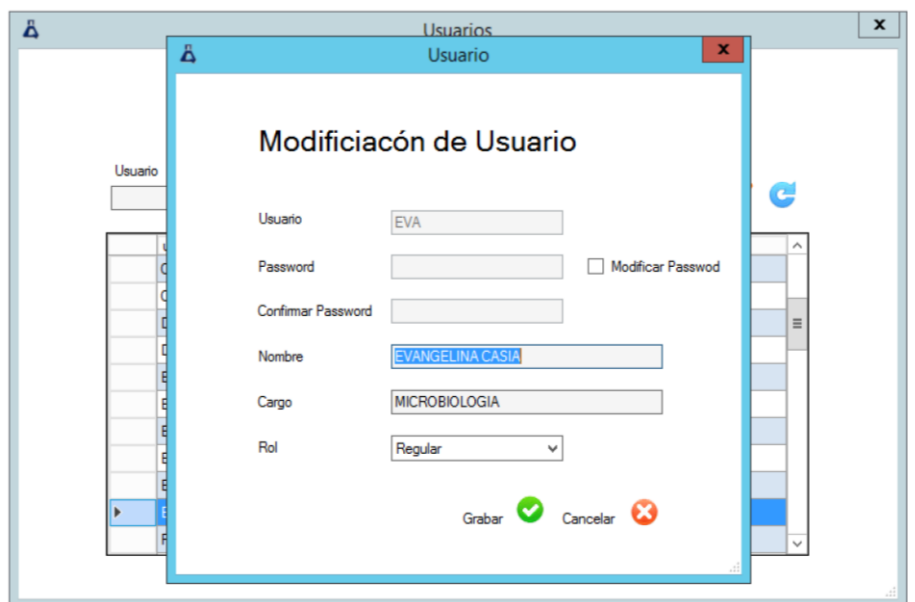 Usuarios
x
Usuario
x
Modificiacón de Usuario
Usuario
Usuario
EVA
Password
Modificar Passwod
Confirmar Password
Nombre
EVANGELINA CASIA
Cargo
MICROBIOLOGIA
Rol
Regular
Grabar
Cancelar